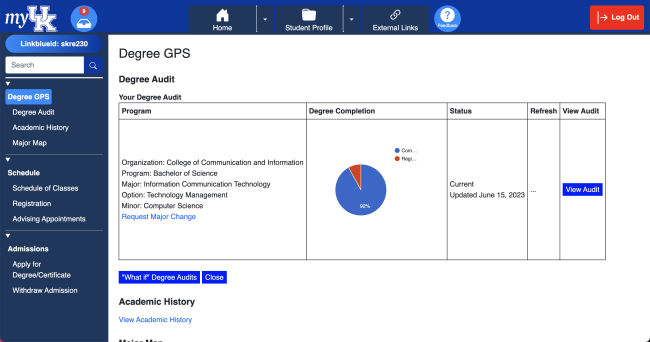 my UK
9
Home
Student Profile
External Links
?
Feedback
Log Out
Linkblueid: skre230
Search
Degree GPS
Degree Audit
Academic History
Major Map
Schedule
Schedule of Classes
Registration
Advising Appointments
Admissions
Apply for
Degree/Certificate
Withdraw Admission
Degree GPS
Degree Audit
Your Degree Audit
Program
Degree Completion
Status
Refresh
View Audit
Organization: College of Communication and Information
Program: Bachelor of Science
Major: Information Communication Technology
Option: Technology Management
Minor: Computer Science
Request Major Change
Com...
Regi...
92%
Current
Updated June 15, 2023
...
View Audit
"What if" Degree Audits
Close
Academic History
View Academic History
Major Map